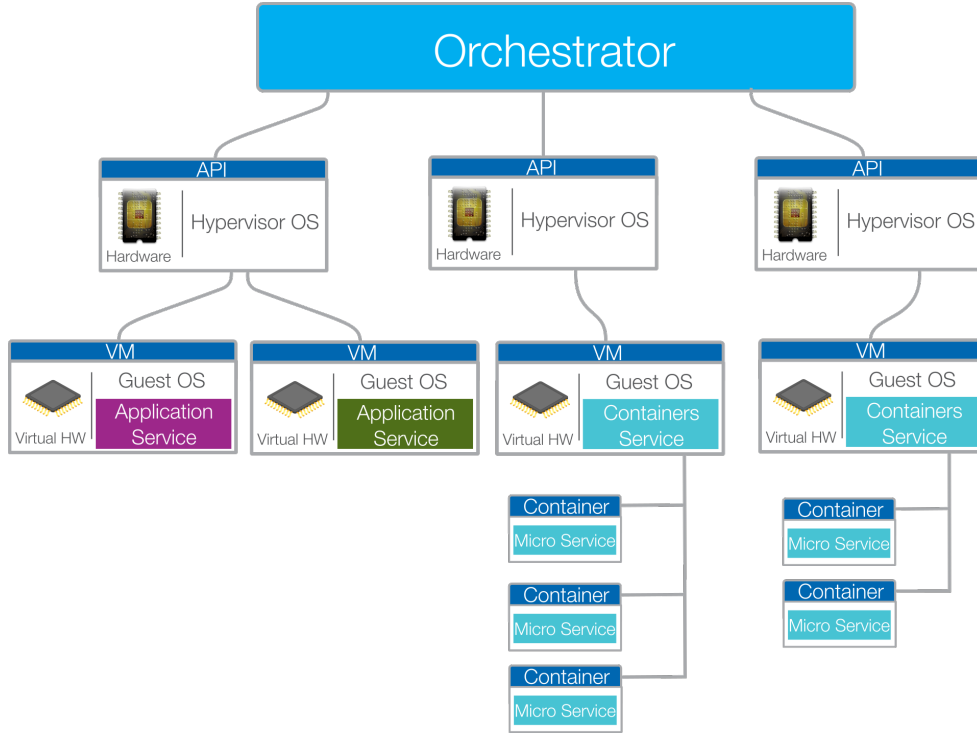 Orchestrator
API
Hypervisor OS
Hardware
API
Hypervisor OS
Hardware
API
Hypervisor OS
Hardware
VM
Guest OS
Application
Service
Virtual HW
VM
Guest OS
Application
Service
Virtual HW
VM
Guest OS
Containers
Service
Virtual HW
VM
Guest OS
Containers
Service
Virtual HW
Container
Micro Service
Container
Micro Service
Container
Micro Service
Container
Micro Service
Container
Micro Service